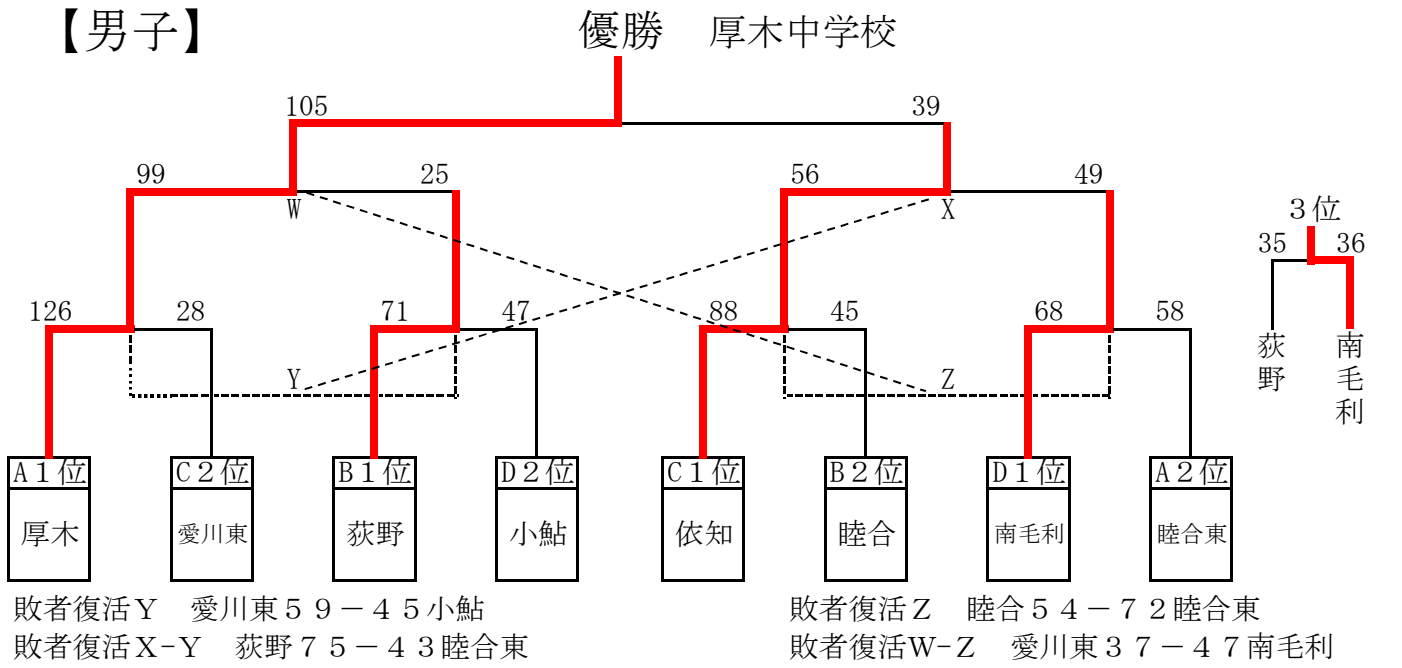 【男子】
優勝　厚木中学校
105 39
99 25 56 49
W X
３位
35 36
126 28 71 47 88 45 68 58
荻野
南毛利
Y Z
A１位 C２位 B１位 D２位 C１位 B２位 D１位 A２位
厚木 愛川東 荻野 小鮎 依知 睦合 南毛利 睦合東
敗者復活Ｙ　愛川東５９－４５小鮎
敗者復活Ｚ　睦合５４－７２睦合東
敗者復活Ｘ-Ｙ　荻野７５－４３睦合東
敗者復活W-Ｚ　愛川東３７－４７南毛利